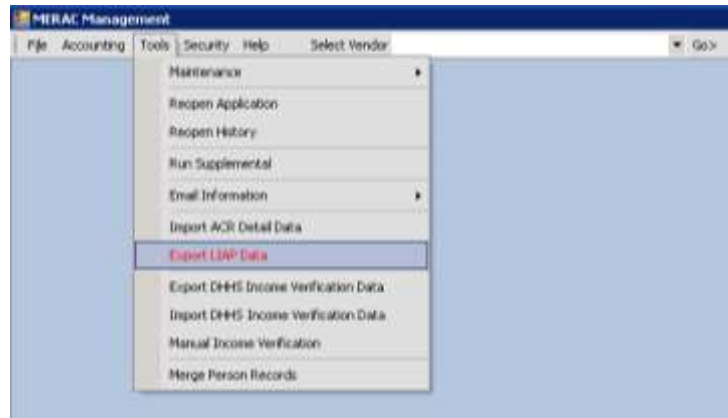 MERAC Management
File Accounting Tools Security Help Select Vendor Go>
Maintenance
Reopen Application
Reopen History
Run Supplemental
Email Information
Import ACR Detail Data
Export LIAP Data
Export DHHS Income Verification Data
Import DHHS Income Verification Data
Manual Income Verification
Merge Person Records